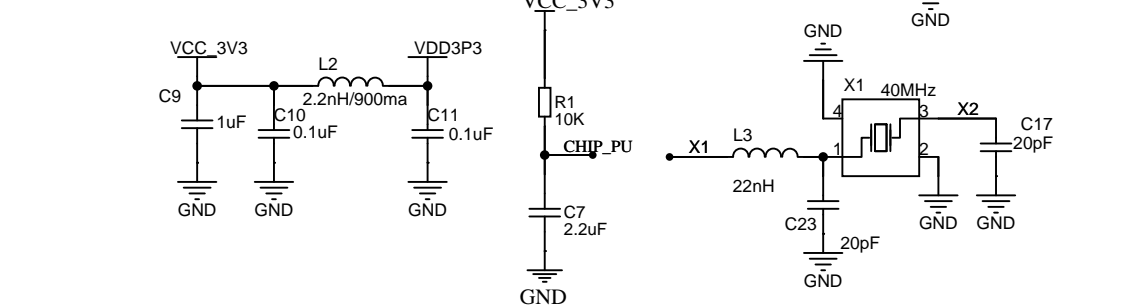 VCC_3V3
GND
GND
VCC_3V3
VDD3P3
L2
C9
2.2nH/900ma
1uF
C10
0.1uF
C11
0.1uF
GND
GND
GND
R1
10K
CHIP_PU
C7
2.2uF
GND
X1
40MHz
4
3
X2
C17
20pF
X1
L3
1
2
22nH
C23
20pF
GND
GND
GND